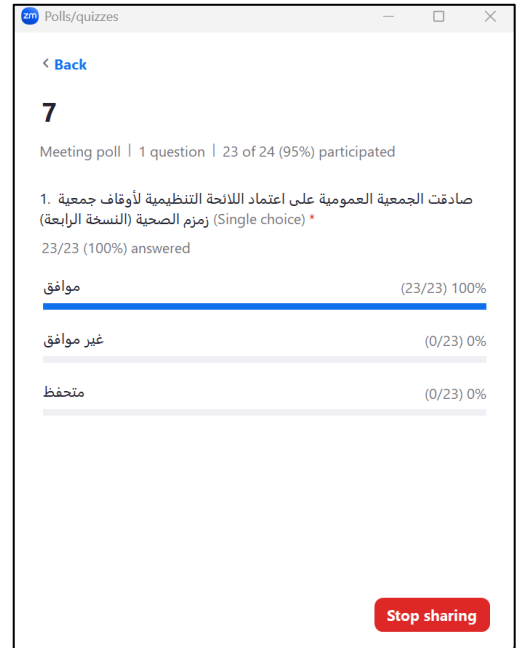 zm Polls/quizzes
< Back
7
Meeting poll | 1 question | 23 of 24 (95%) participated
1. صادقت الجمعية العمومية على اعتماد اللائحة التنظيمية لأوقاف جمعية
زمزم الصحية (النسخة الرابعة) (Single choice) *
23/23 (100%) answered
موافق (23/23) 100%
غير موافق (0/23) 0%
متحفظ (0/23) 0%
Stop sharing